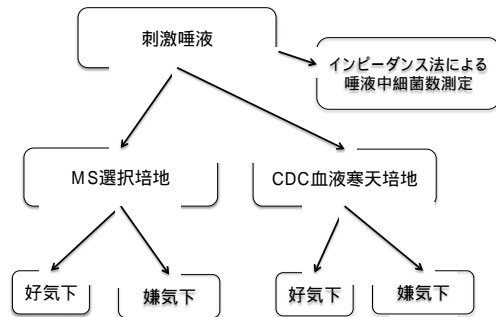 刺激唾液
インピーダンス法による
唾液中細菌数測定
MS選択培地
CDC血液寒天培地
好気下
嫌気下
好気下
嫌気下